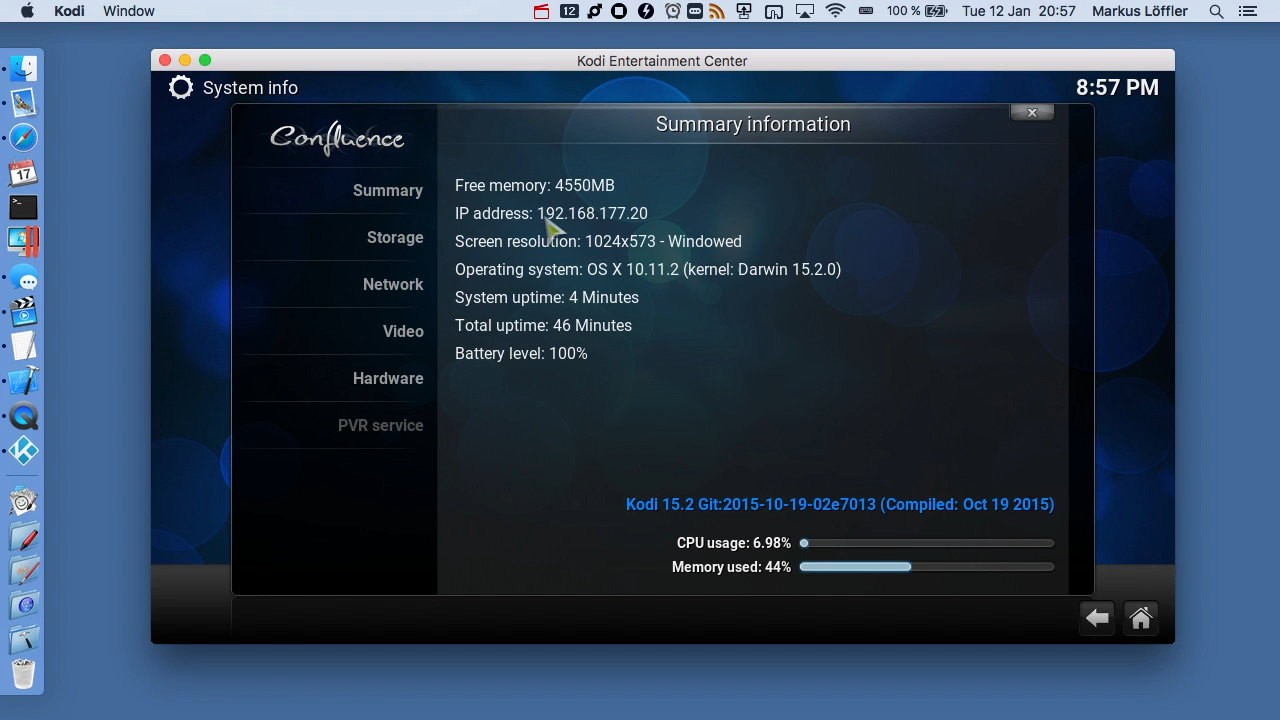 Kodi Window 12 100 % Tue 12 Jan 20:57 Markus Löffler
Kodi Entertainment Center
System info 8:57 PM
Confluence
Summary information
Summary
Storage
Network
Video
Hardware
PVR service
Free memory: 4550MB
IP address: 192.168.177.20
Screen resolution: 1024x573 - Windowed
Operating system: OS X 10.11.2 (kernel: Darwin 15.2.0)
System uptime: 4 Minutes
Total uptime: 46 Minutes
Battery level: 100%
Kodi 15.2 Git:2015-10-19-02e7013 (Compiled: Oct 19 2015)
CPU usage: 6.98%
Memory used: 44%
17